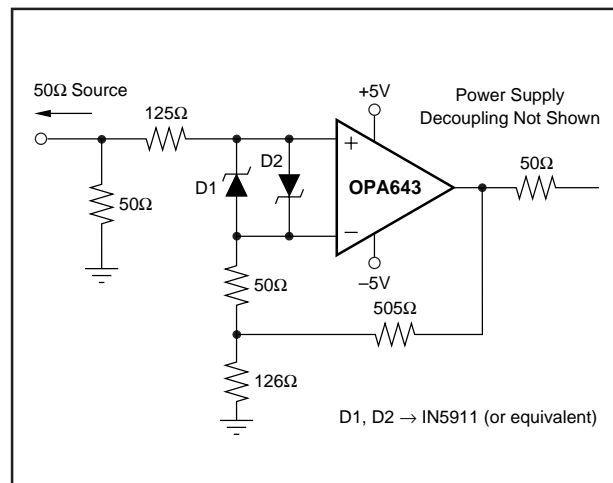 50Ω Source
+5V
Power Supply
Decoupling Not Shown
125Ω
50Ω
D1
D2
+
OPA643
50Ω
−
−5V
50Ω
505Ω
126Ω
D1, D2 → IN5911 (or equivalent)